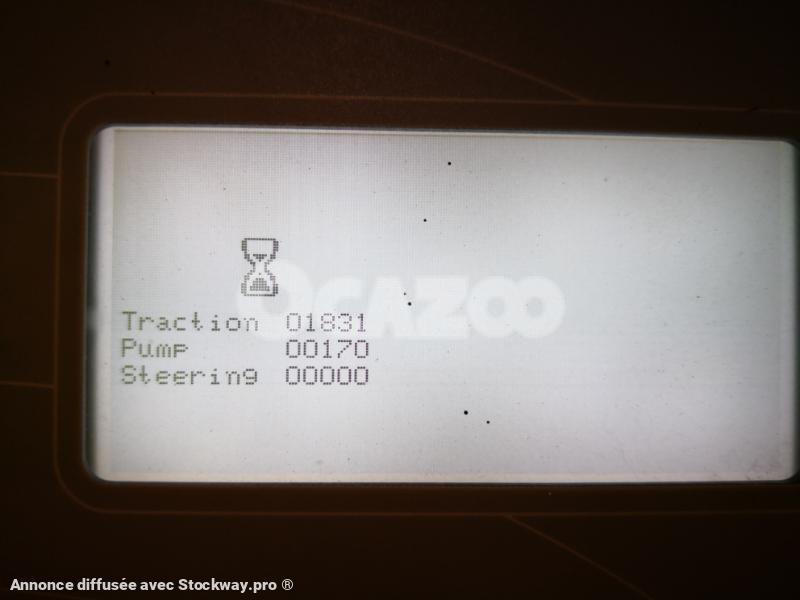 OCAZOO
Traction 01831
Pump 00170
Steering 00000
Annonce diffusée avec Stockway.pro ®